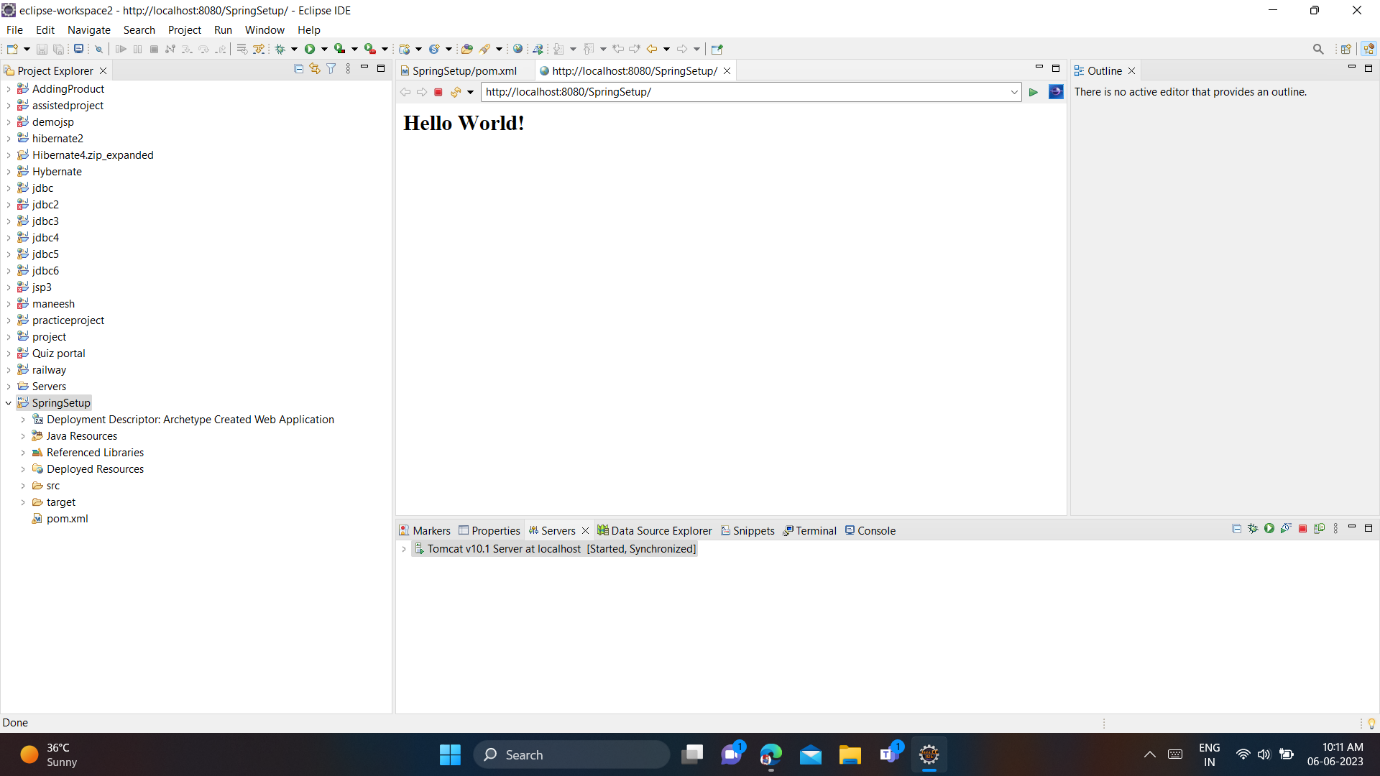 eclipse-workspace2 - http://localhost:8080/SpringSetup/ - Eclipse IDE
File Edit Navigate Search Project Run Window Help
Project Explorer
AddingProduct
assistedproject
demojsp
hibernate2
Hibernate4.zip_expanded
Hybernate
jdbc
jdbc2
jdbc3
jdbc4
jdbc5
jdbc6
jsp3
maneesh
practiceproject
project
Quiz portal
railway
Servers
SpringSetup
Deployment Descriptor: Archetype Created Web Application
Java Resources
Referenced Libraries
Deployed Resources
src
target
pom.xml
SpringSetup/pom.xml http://localhost:8080/SpringSetup/
http://localhost:8080/SpringSetup/
Hello World!
Outline
There is no active editor that provides an outline.
Markers Properties Servers Data Source Explorer Snippets Terminal Console
Tomcat v10.1 Server at localhost [Started, Synchronized]
Done
36°C
Sunny
Search
1
1
ENG
IN
10:11 AM
06-06-2023